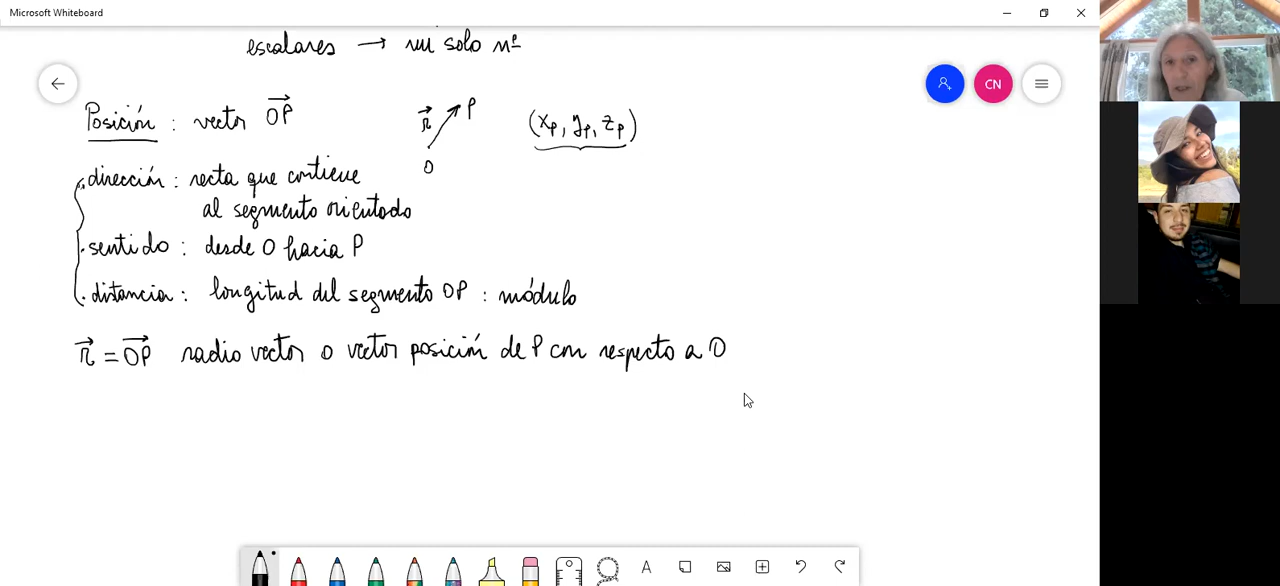 Microsoft Whiteboard
escalares → un solo nº
CN
Posición : vector OP⃗
r⃗ P
O
(xₚ, yₚ, zₚ)
. dirección : recta que contiene
al segmento orientado
. sentido : desde O hacia P
. distancia : longitud del segmento OP : módulo
r⃗ = OP⃗ radio vector o vector posición de P con respecto a O
A